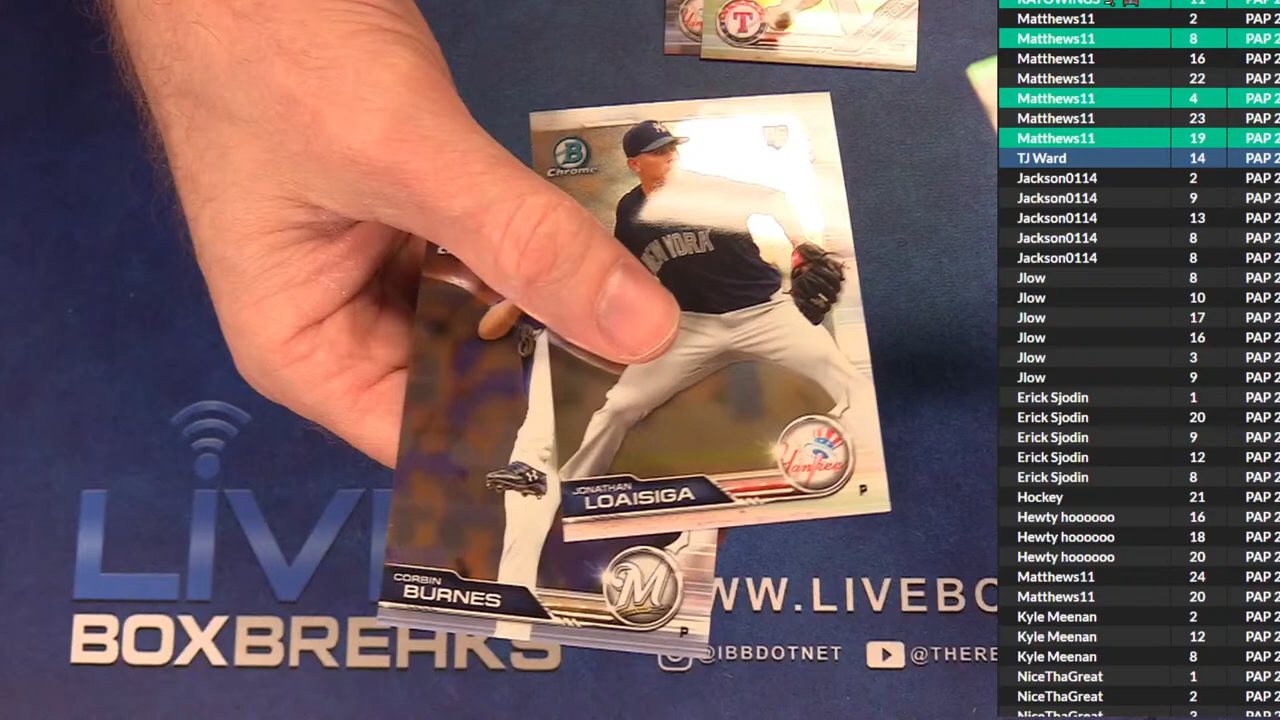 T
B
Chrome
RC
NEW YORK
Yankees
JONATHAN
LOAISIGA
P
CORBIN
BURNES
M
P
LIV
BOXBREAKS
WW.LIVEBO
@IBBDOTNET
@THERE
Matthews11 2 PAP 2
Matthews11 8 PAP 2
Matthews11 16 PAP 2
Matthews11 22 PAP 2
Matthews11 4 PAP 2
Matthews11 23 PAP 2
Matthews11 19 PAP 2
TJ Ward 14 PAP 2
Jackson0114 2 PAP 2
Jackson0114 9 PAP 2
Jackson0114 13 PAP 2
Jackson0114 8 PAP 2
Jackson0114 8 PAP 2
Jlow 8 PAP 2
Jlow 10 PAP 2
Jlow 17 PAP 2
Jlow 16 PAP 2
Jlow 3 PAP 2
Jlow 9 PAP 2
Erick Sjodin 1 PAP 2
Erick Sjodin 20 PAP 2
Erick Sjodin 9 PAP 2
Erick Sjodin 12 PAP 2
Erick Sjodin 8 PAP 2
Hockey 21 PAP 2
Hewty hoooooo 16 PAP 2
Hewty hoooooo 18 PAP 2
Hewty hoooooo 20 PAP 2
Matthews11 24 PAP 2
Matthews11 20 PAP 2
Kyle Meenan 2 PAP 2
Kyle Meenan 12 PAP 2
Kyle Meenan 8 PAP 2
NiceThaGreat 1 PAP 2
NiceThaGreat 2 PAP 2
NiceThaGreat 3 PAP 2